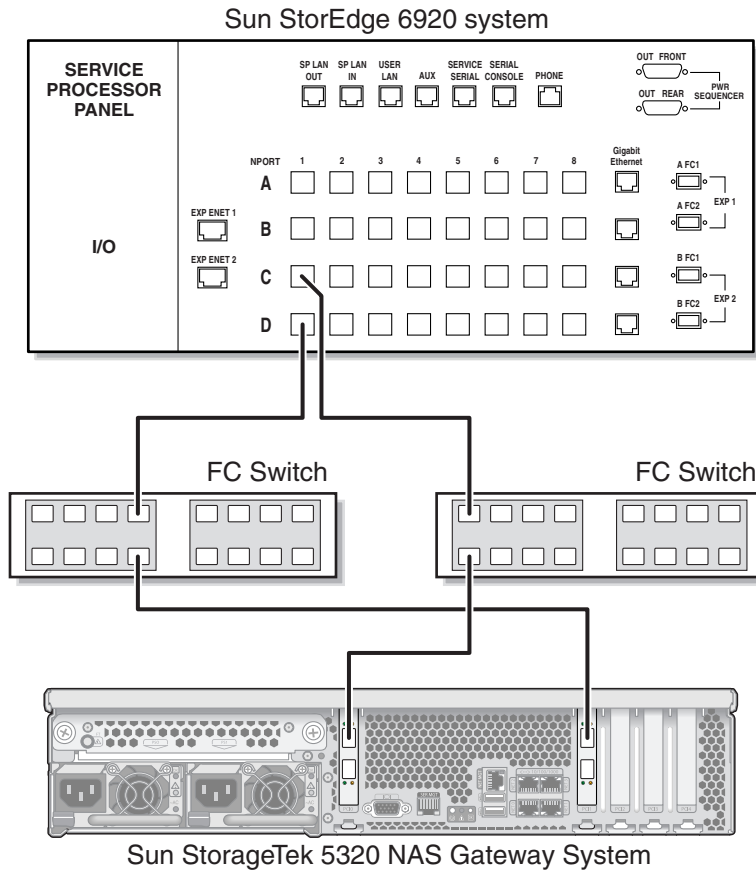 Sun StorEdge 6920 system
SERVICE PROCESSOR PANEL
I/O
SP LAN OUT
SP LAN IN
USER LAN
AUX
SERVICE SERIAL
SERIAL CONSOLE
PHONE
OUT FRONT
OUT REAR
PWR SEQUENCER
NPORT 1 2 3 4 5 6 7 8
Gigabit Ethernet
A
B
C
D
EXP ENET 1
EXP ENET 2
A FC1
A FC2
EXP 1
B FC1
B FC2
EXP 2
FC Switch
FC Switch
Sun StorageTek 5320 NAS Gateway System